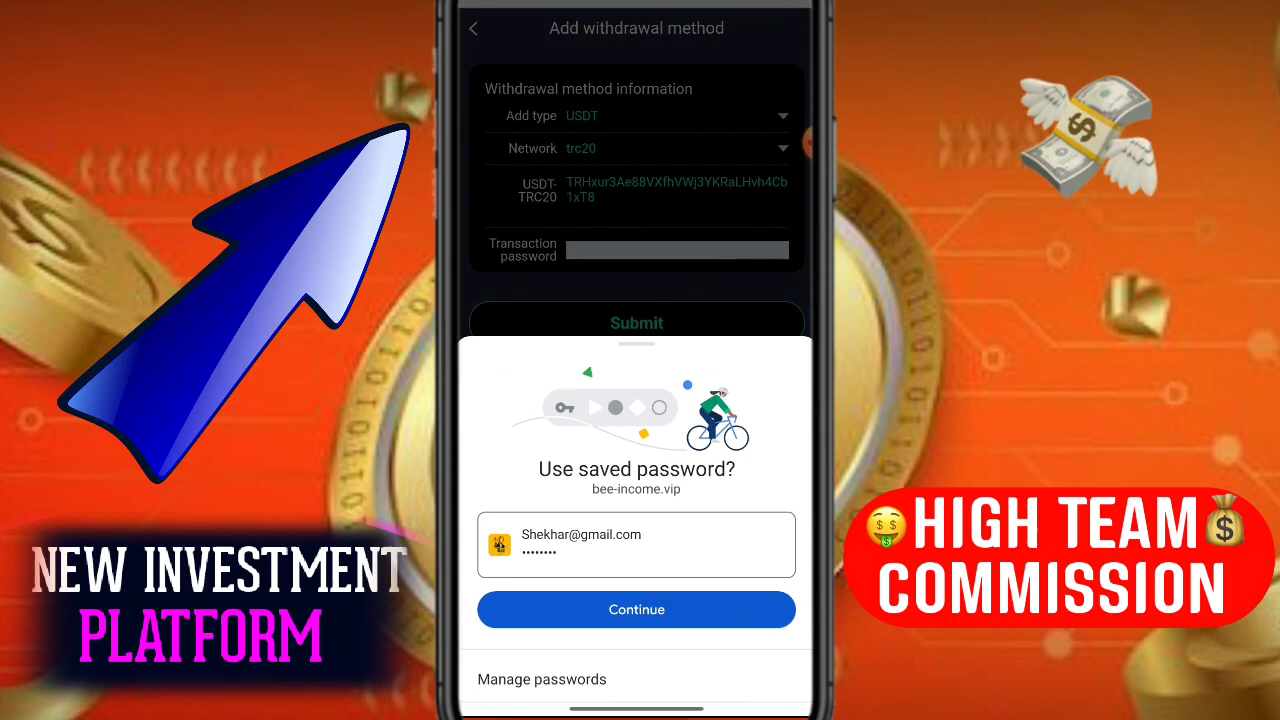 Add withdrawal method
Withdrawal method information
Add type USDT
Network trc20
USDT-
TRC20
TRHxur3Ae88VXfhVWj3YKRaLHvh4Cb
1xT8
Transaction
password
Submit
Use saved password?
bee-income.vip
Shekhar@gmail.com
••••••••
Continue
Manage passwords
NEW INVESTMENT
PLATFORM
HIGH TEAM
COMMISSION